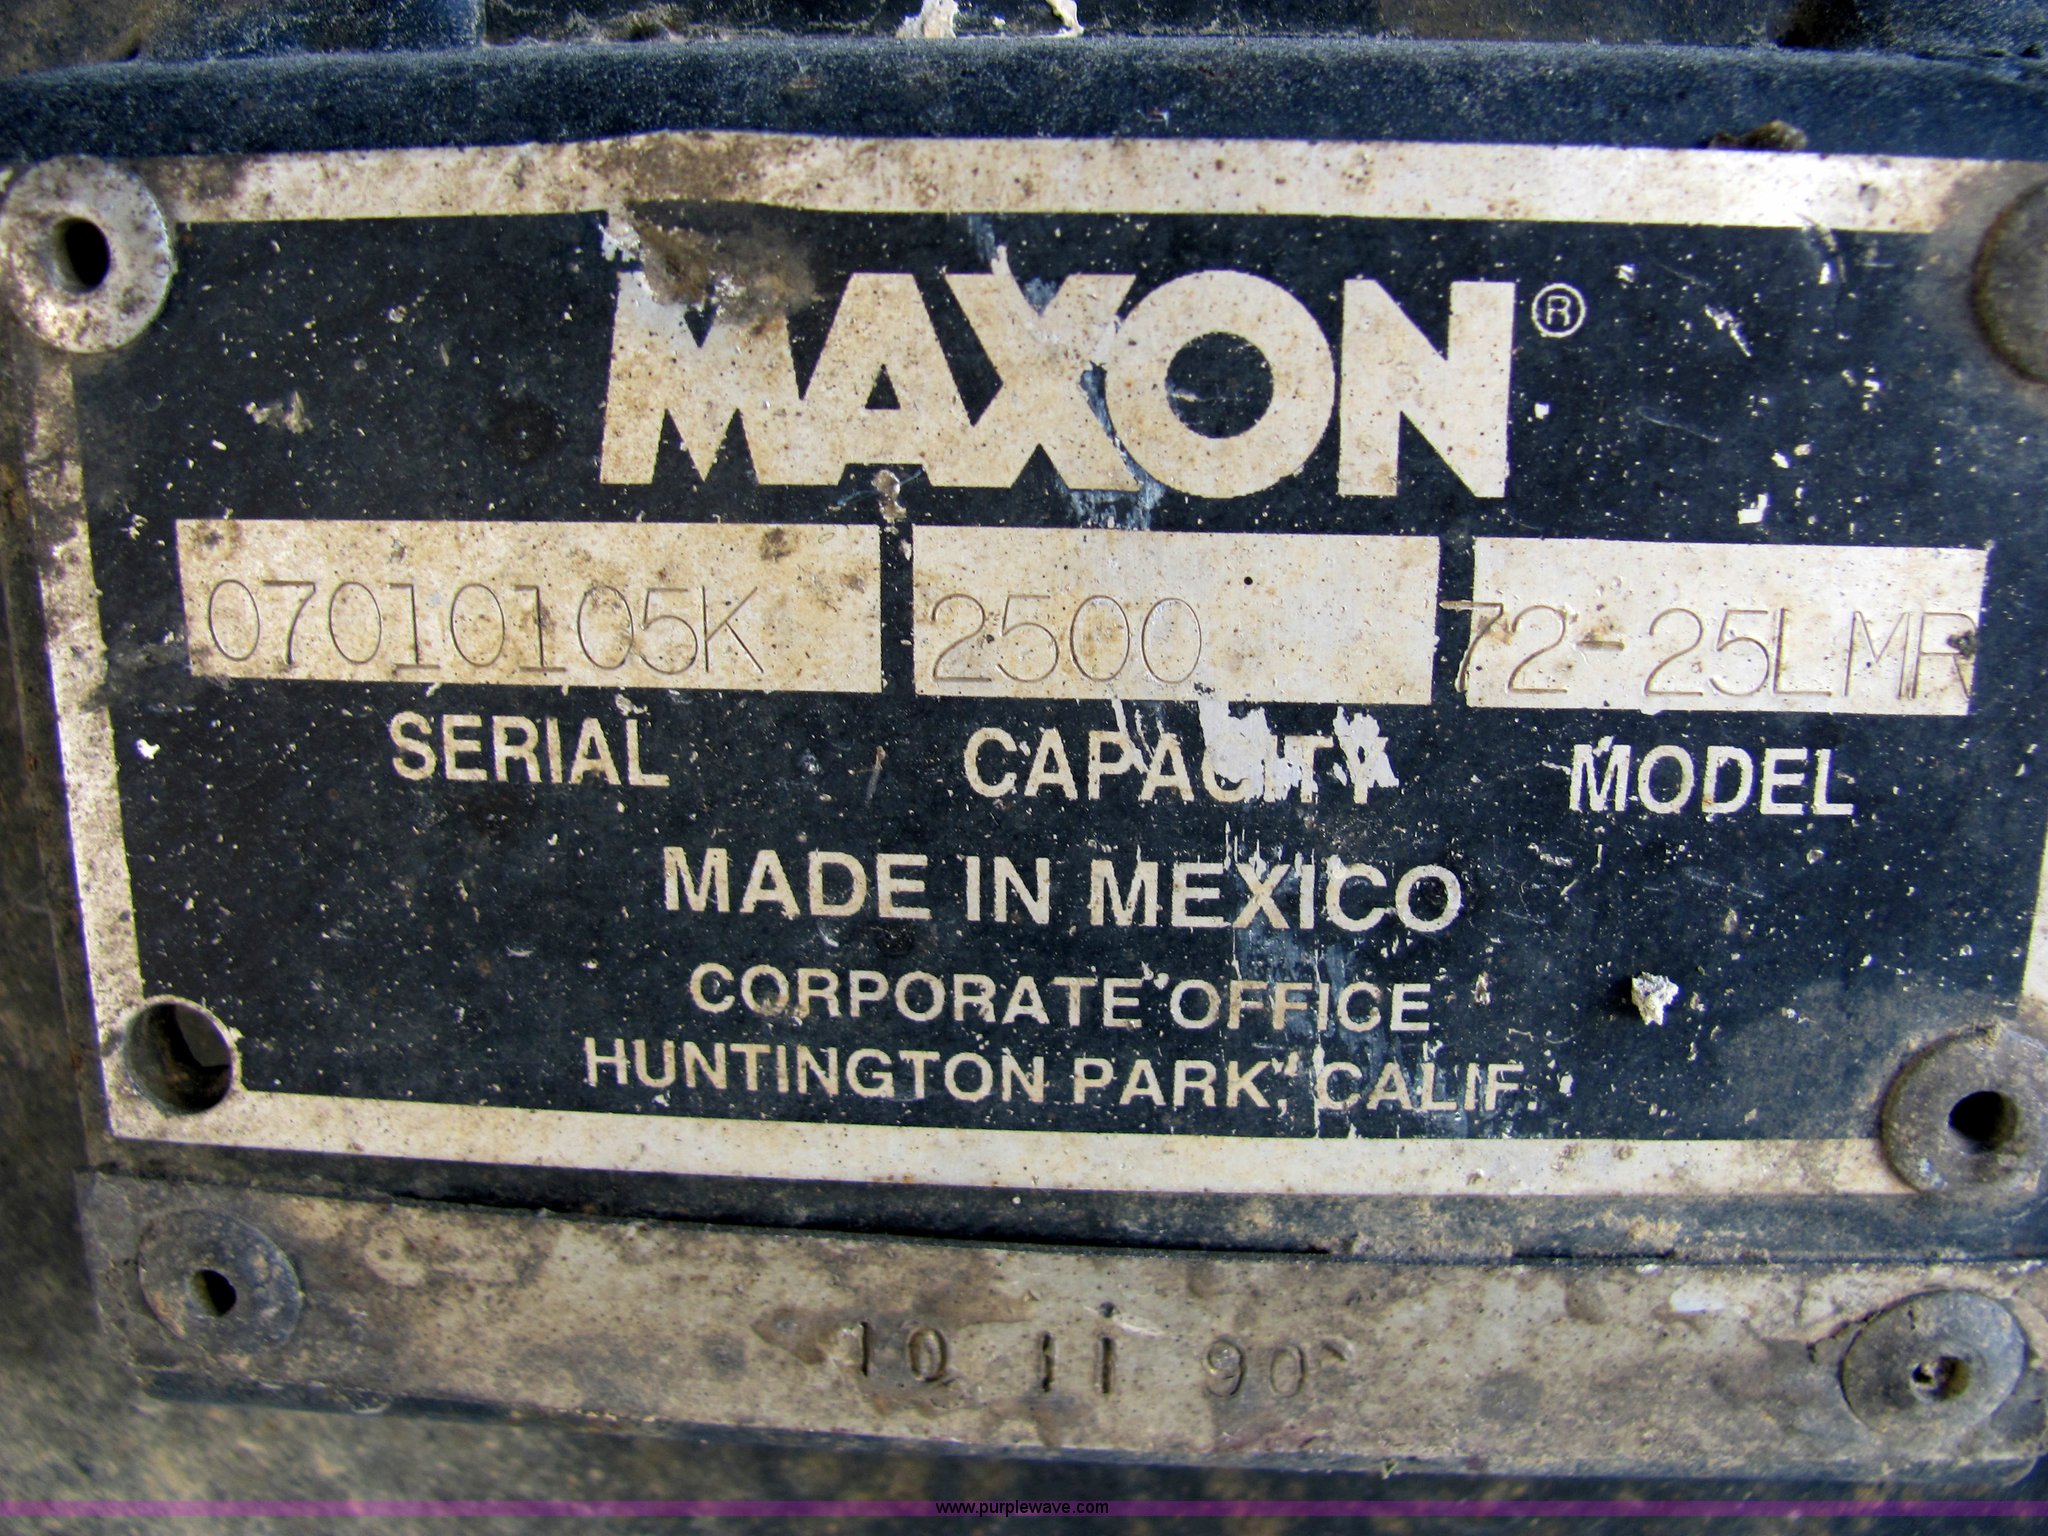 MAXON®
07010105K 2500 72-25LMR
SERIAL CAPACITY MODEL
MADE IN MEXICO
CORPORATE OFFICE
HUNTINGTON PARK, CALIF.
10 11 90
www.purplewave.com